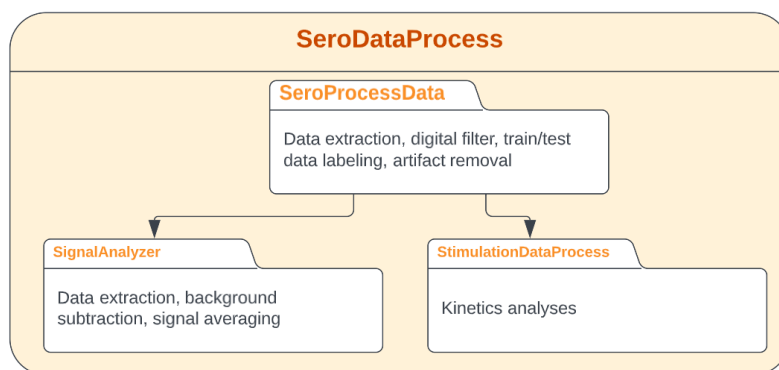 SeroDataProcess
SeroProcessData
Data extraction, digital filter, train/test
data labeling, artifact removal
SignalAnalyzer
Data extraction, background
subtraction, signal averaging
StimulationDataProcess
Kinetics analyses